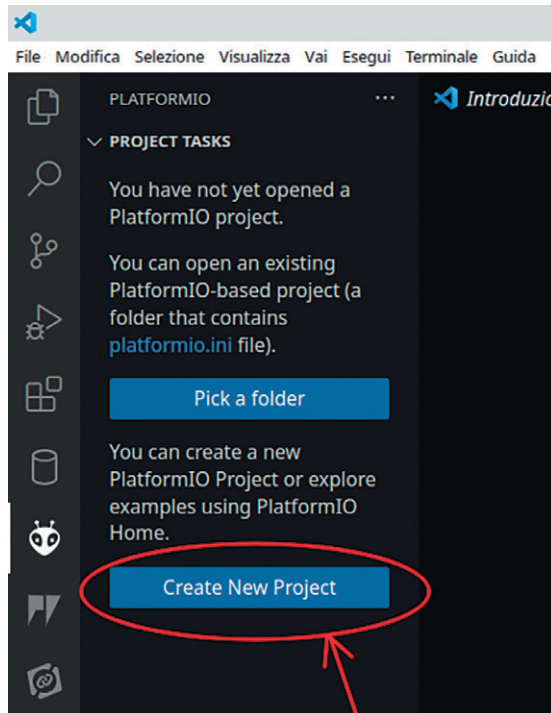 File Modifica Selezione Visualizza Vai Esegui Terminale Guida
PLATFORMIO ···
PROJECT TASKS
You have not yet opened a
PlatformIO project.
You can open an existing
PlatformIO-based project (a
folder that contains
platformio.ini file).
Pick a folder
You can create a new
PlatformIO Project or explore
examples using PlatformIO
Home.
Create New Project